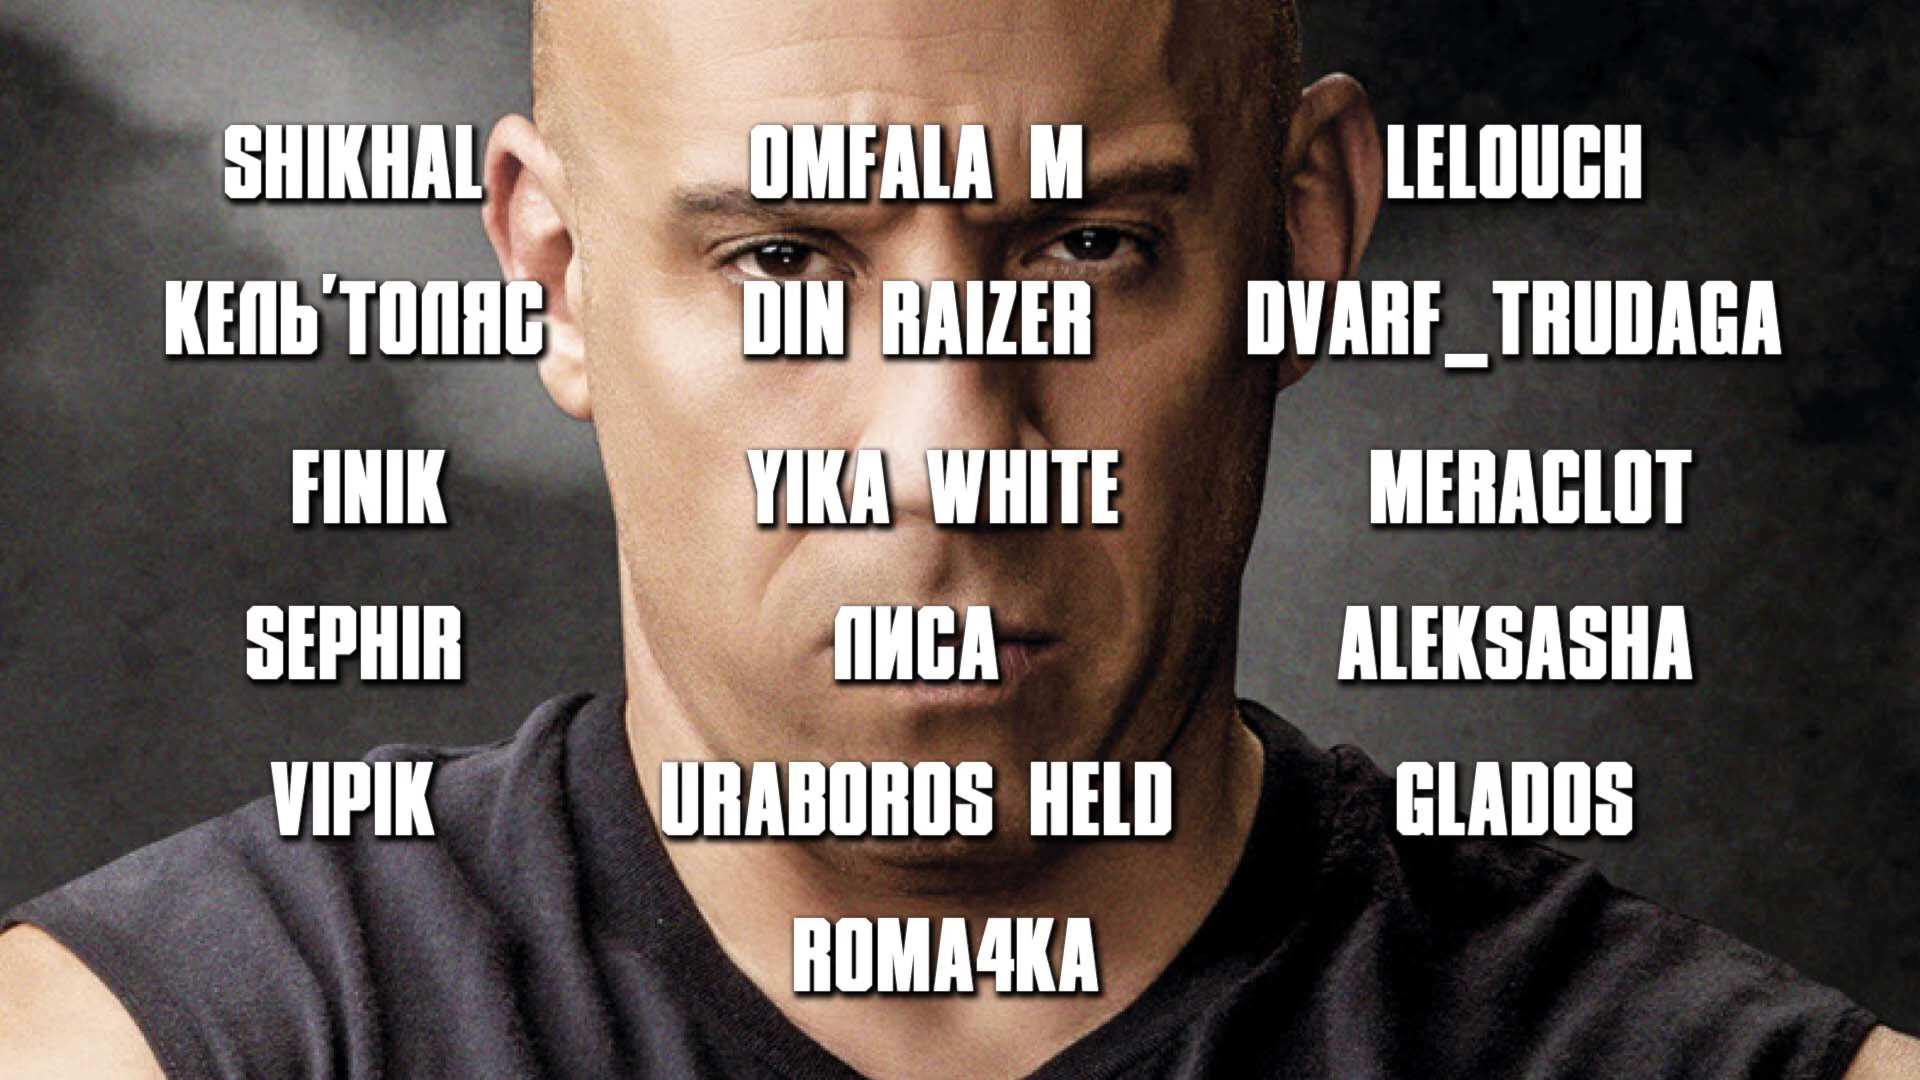 SHIKHAL OMFALA M LELOUCH
КЕЛЬ'ТОЛЯС DIN RAIZER DVARF_TRUDAGA
FINIK YIKA WHITE MERACLOT
SEPHIR ЛИСА ALEKSASHA
VIPIK URABOROS HELD GLADOS
ROMA4KA